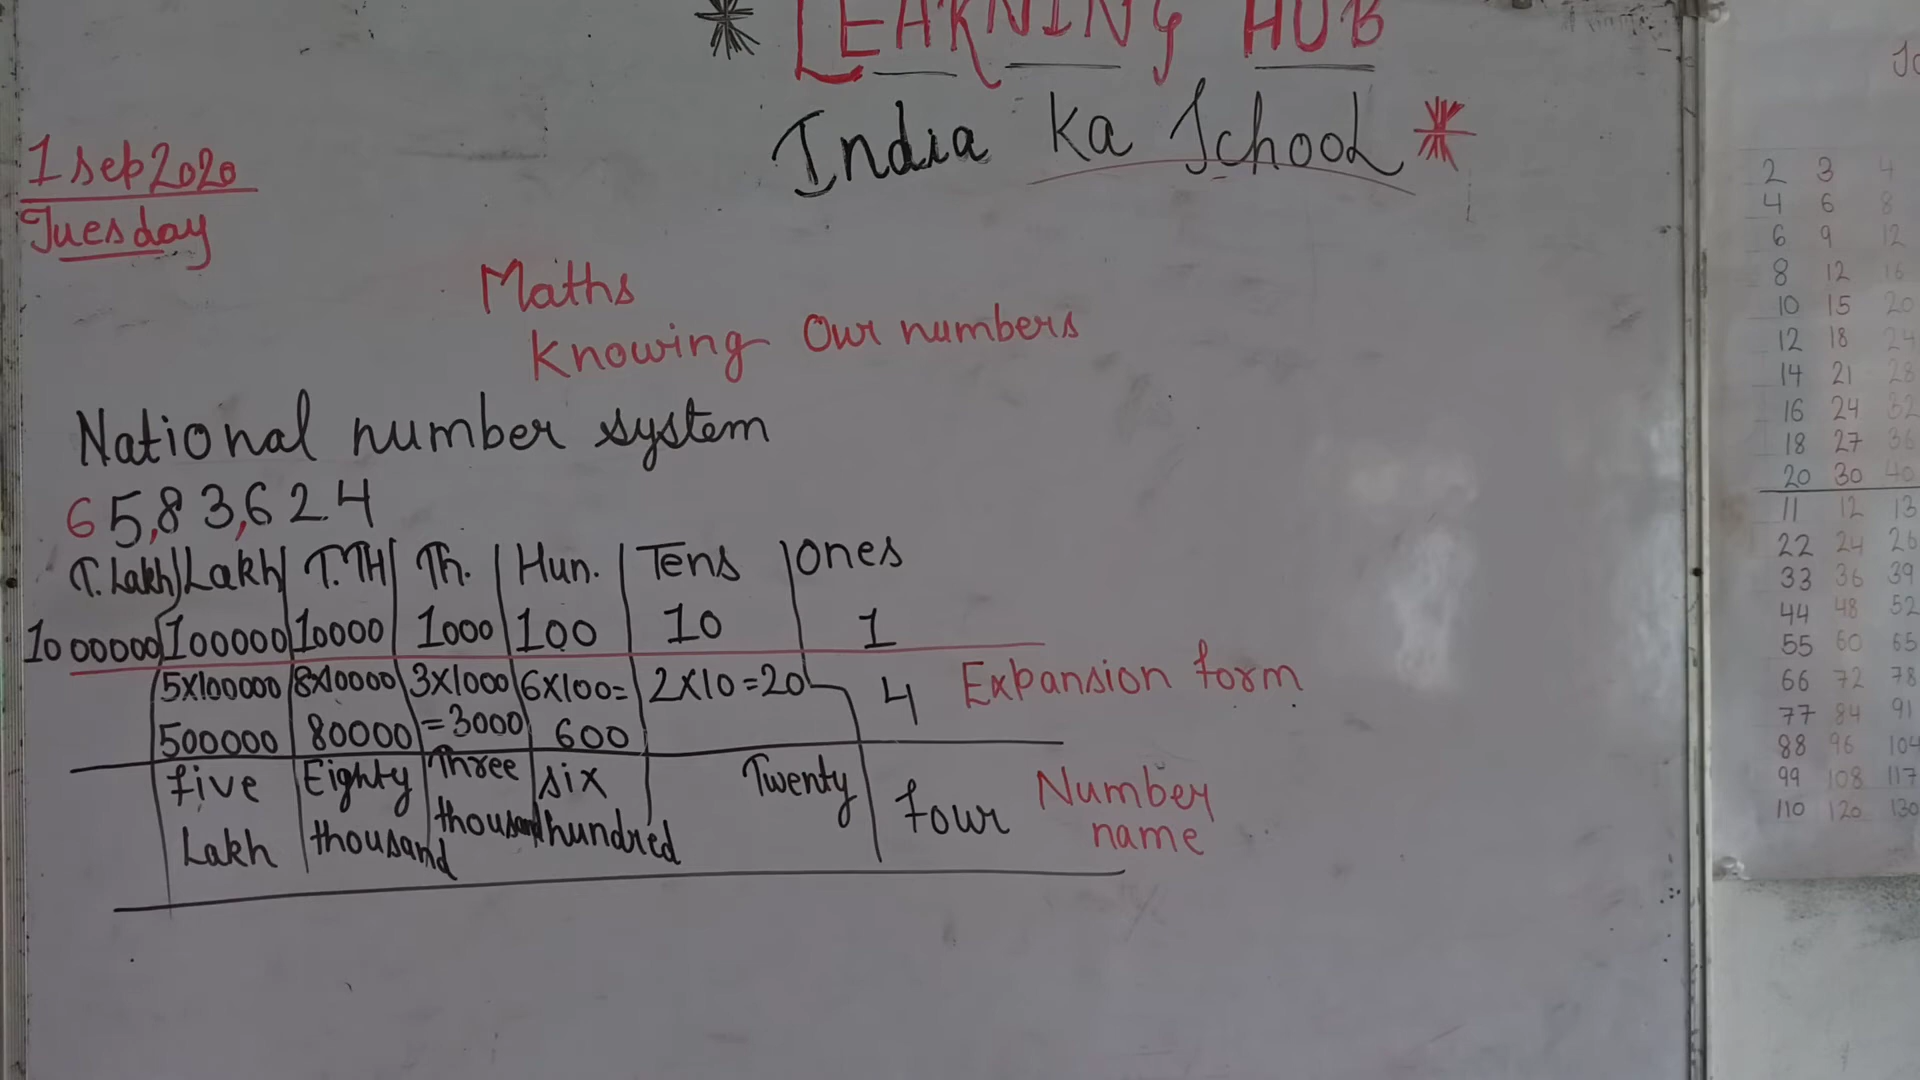 * LEARNING HUB
India Ka School *
1 sep 2020
Tuesday
Maths
Knowing Our numbers
National number system
65,83,624
T. Lakh Lakh T.TH Th. Hun. Tens Ones
1000000 100000 10000 1000 100 10 1
5X100000 8X10000 3X1000 6X100= 2X10=20 4 Expansion form
500000 80000 =3000 600
five Eighty Three six Twenty four Number
Lakh thousand thousand hundred name
2 3 4
4 6 8
6 9 12
8 12 16
10 15 20
12 18 24
14 21 28
16 24 32
18 27 36
20 30 40
11 12 13
22 24 26
33 36 39
44 48 52
55 60 65
66 72 78
77 84 91
88 96 104
99 108 117
110 120 130